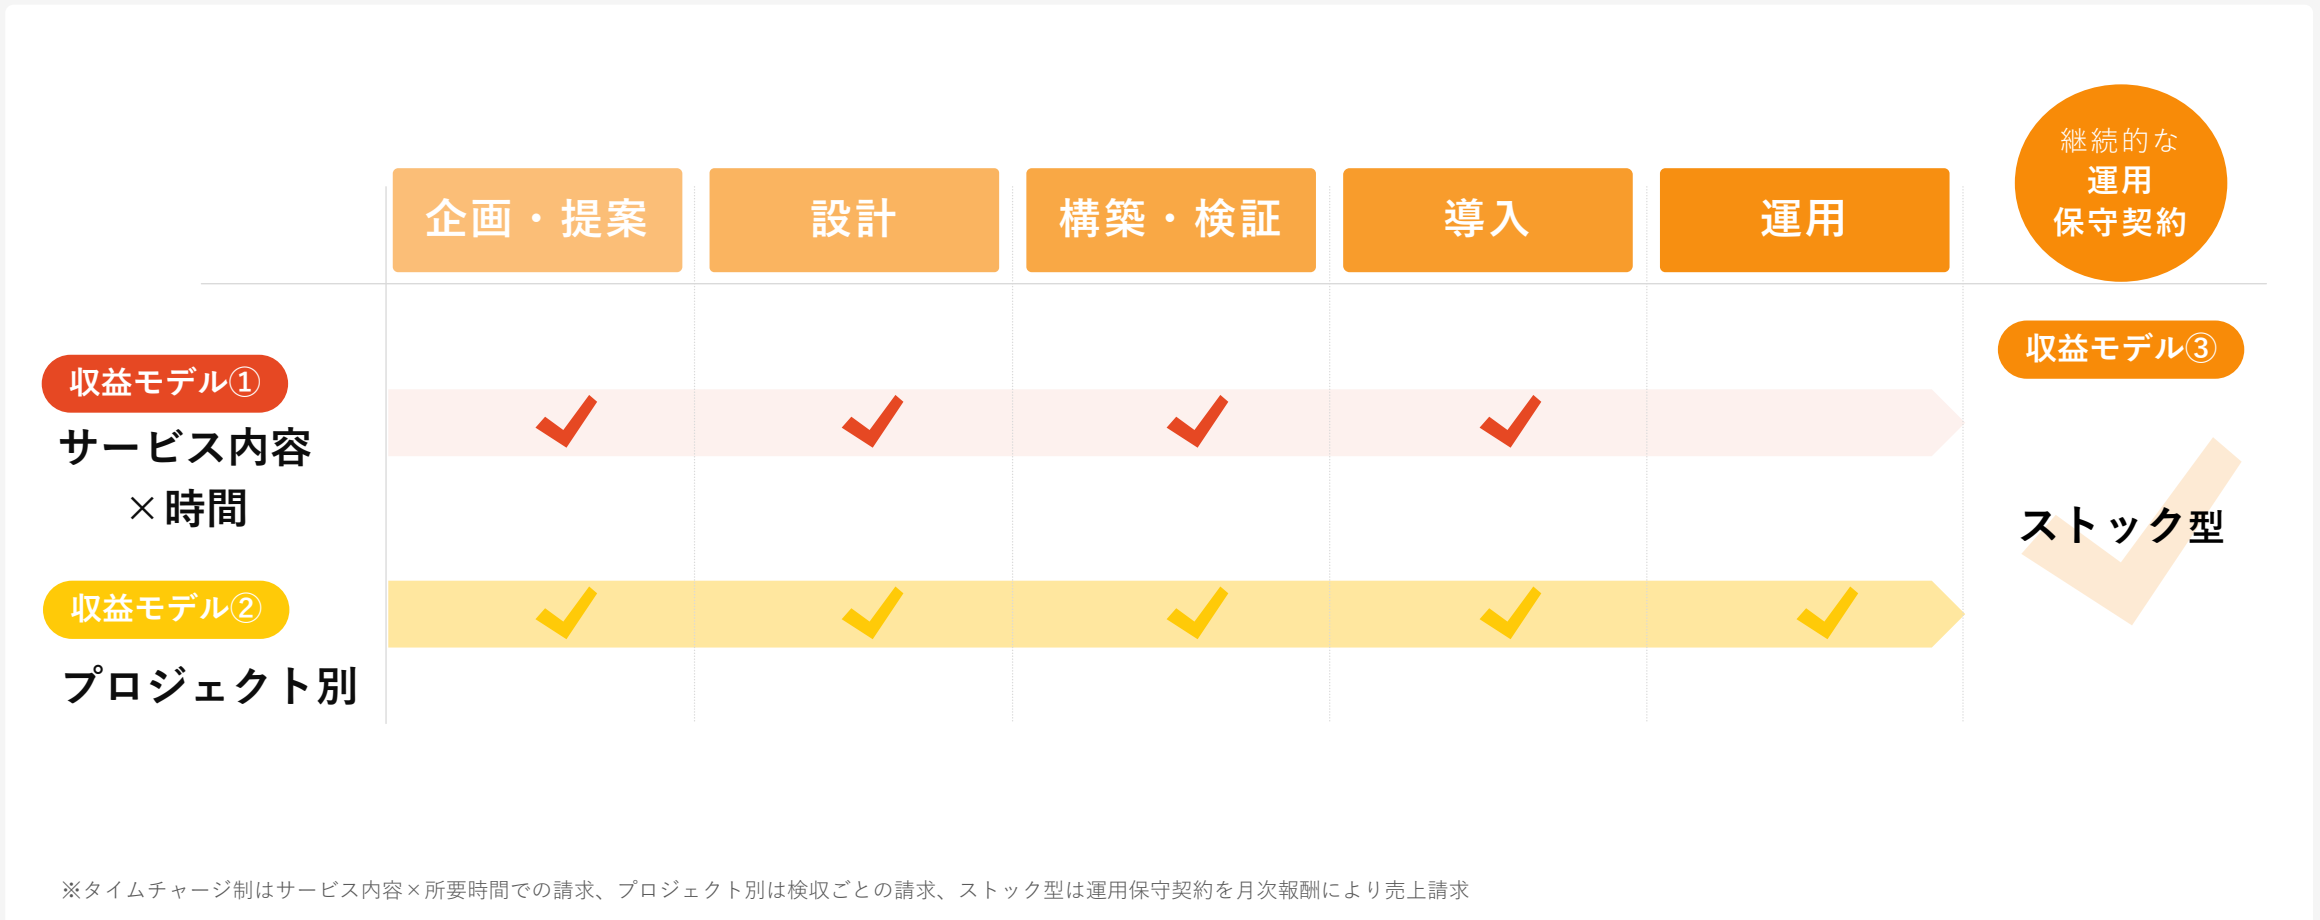 継続的な
運用
保守契約
企画・提案
設計
構築・検証
導入
運用
収益モデル①
サービス内容
×時間
収益モデル②
プロジェクト別
収益モデル③
ストック型
※タイムチャージ制はサービス内容×所要時間での請求、プロジェクト別は検収ごとの請求、ストック型は運用保守契約を月次報酬により売上請求